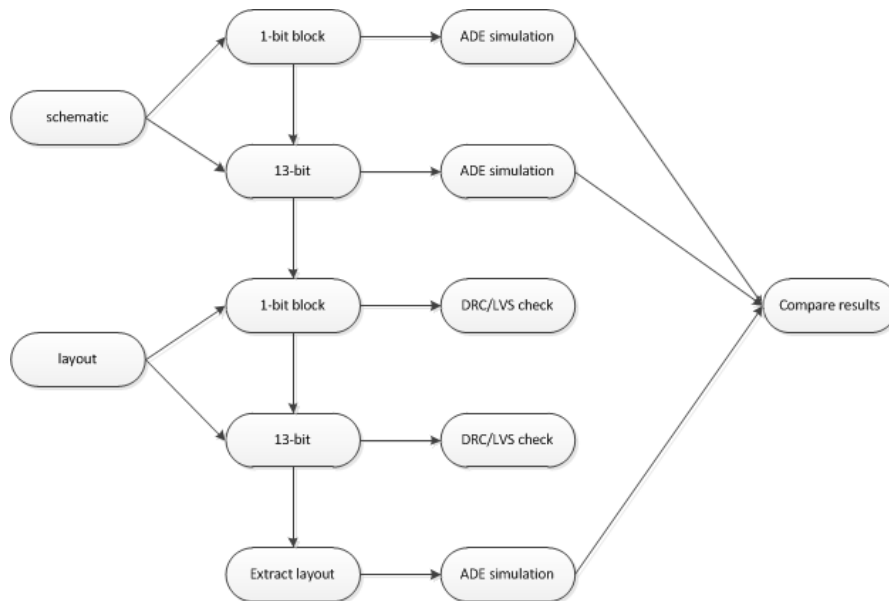 1-bit block
ADE simulation
schematic
13-bit
ADE simulation
1-bit block
DRC/LVS check
Compare results
layout
13-bit
DRC/LVS check
Extract layout
ADE simulation